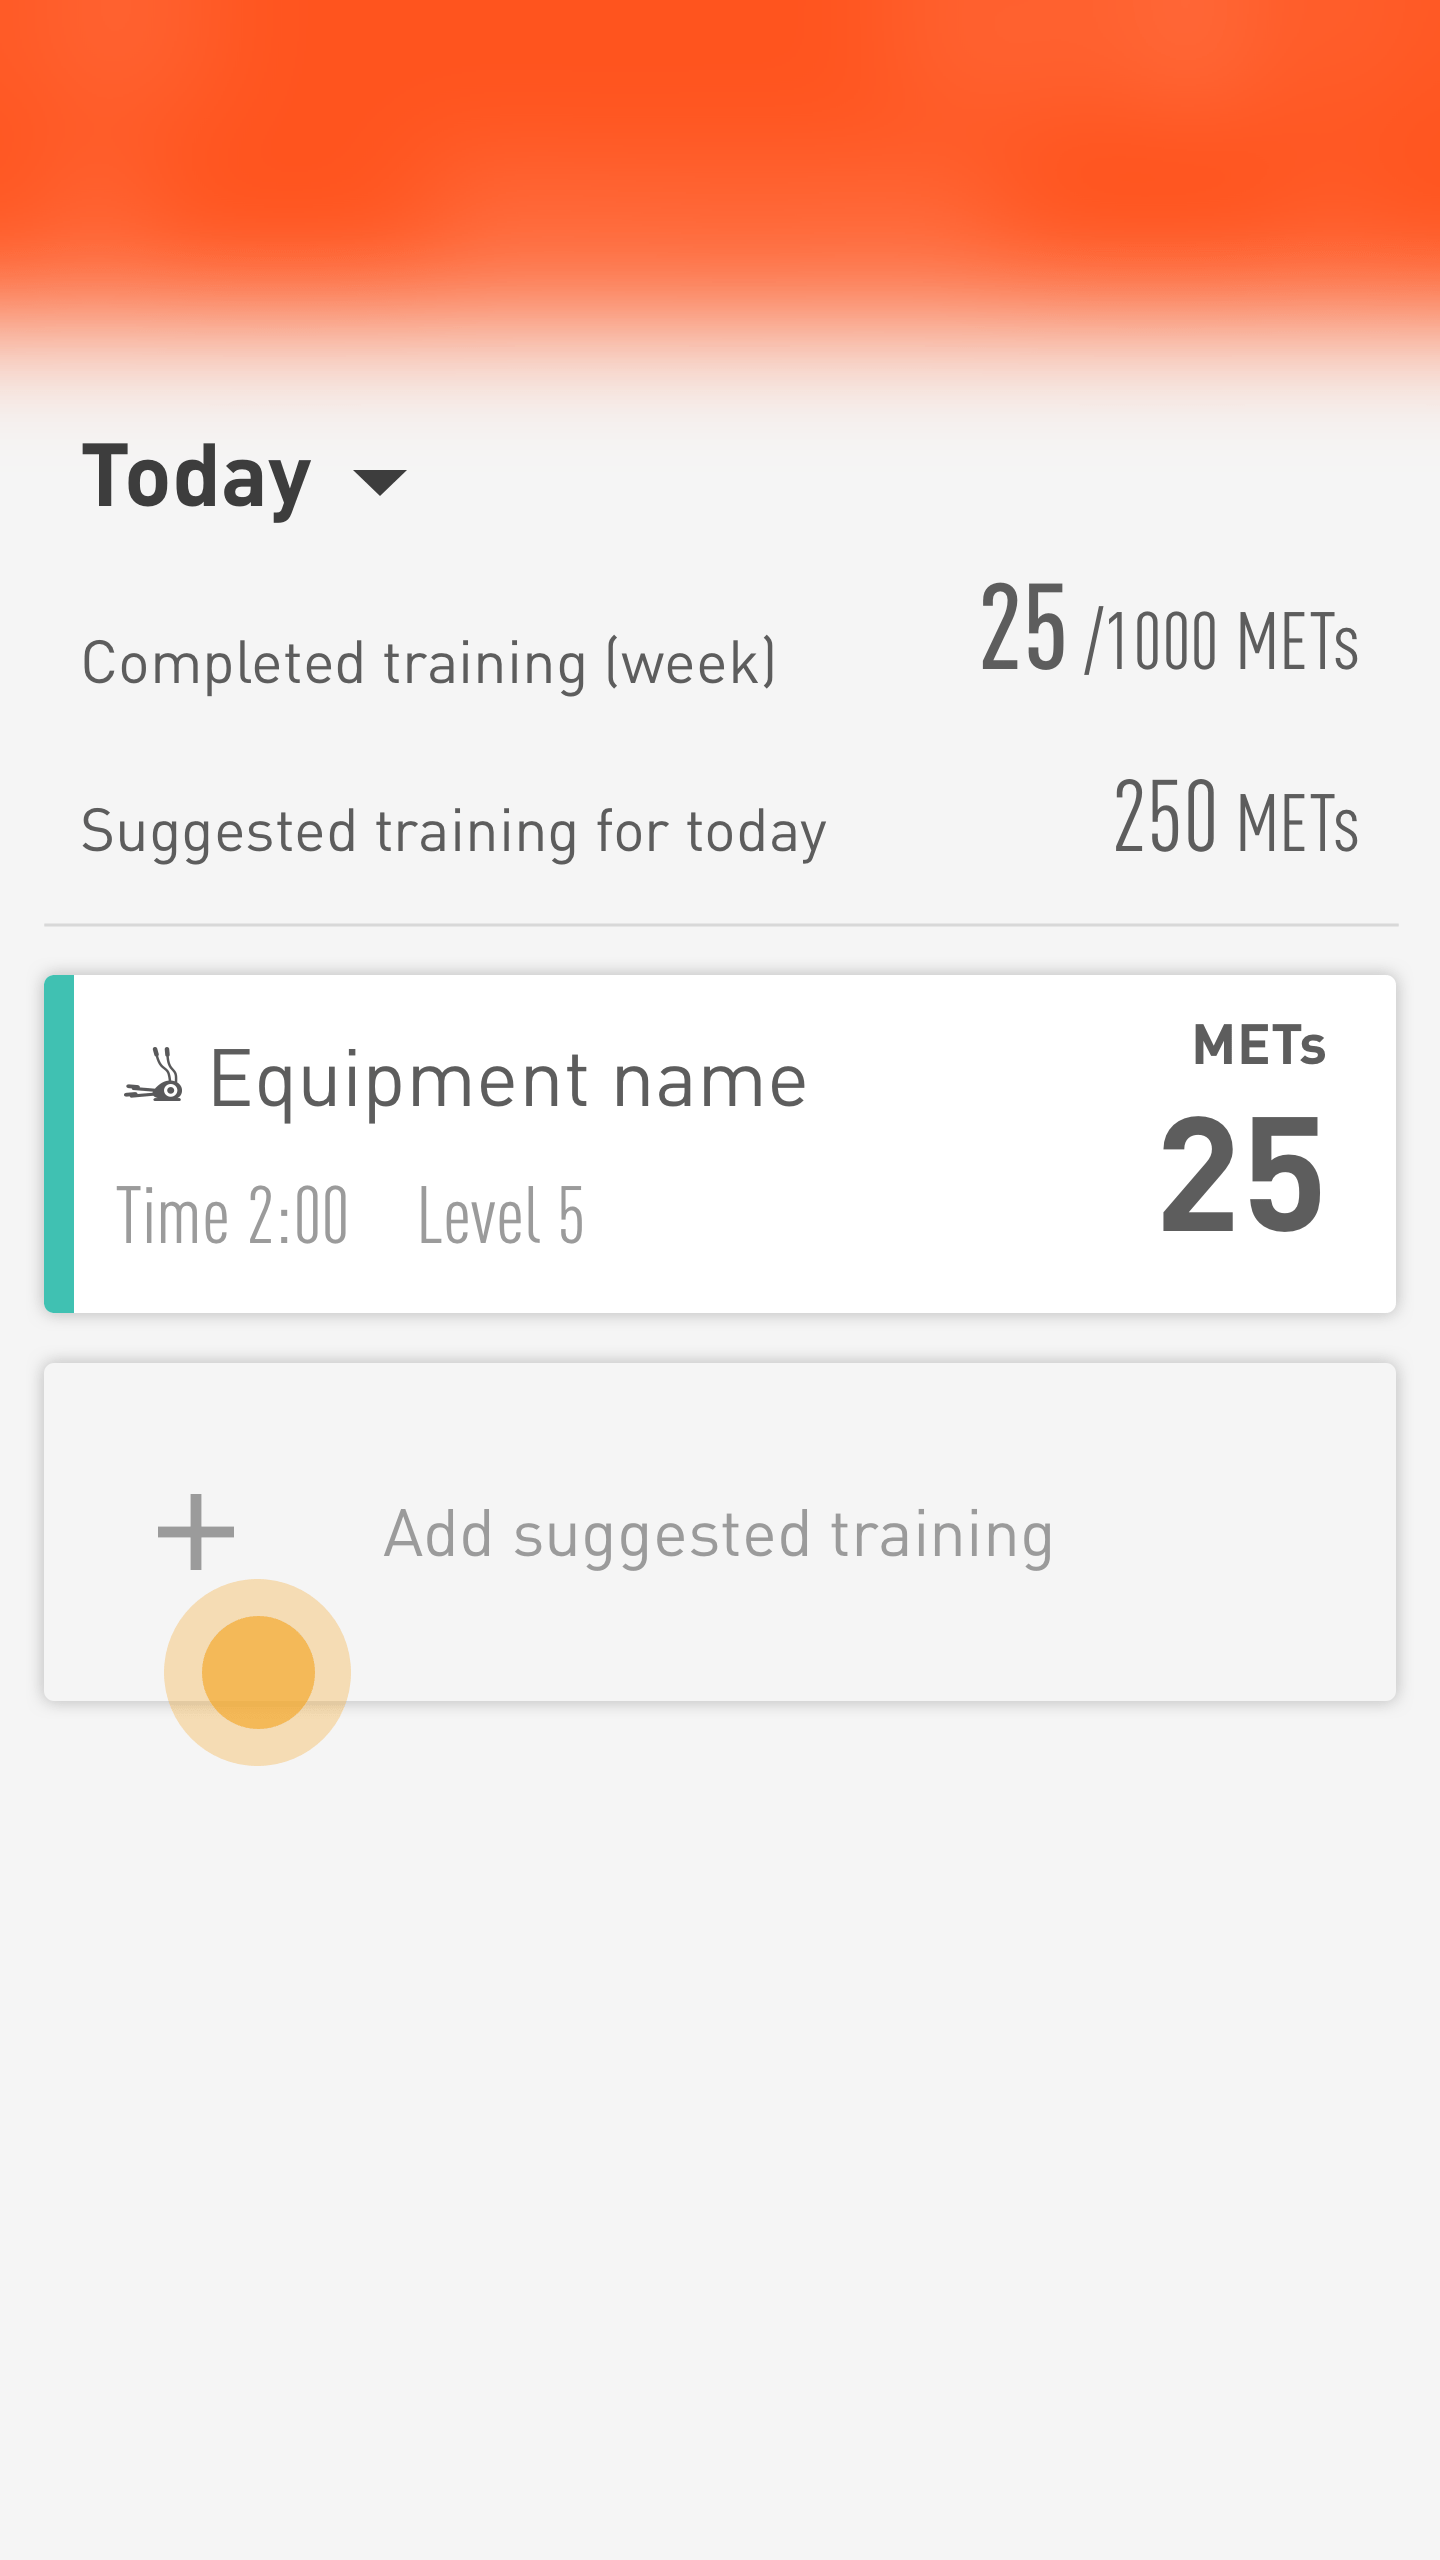 Today
Completed training (week) 25 /1000 METs
Suggested training for today 250 METs
Equipment name METs
25
Time 2:00 Level 5
Add suggested training